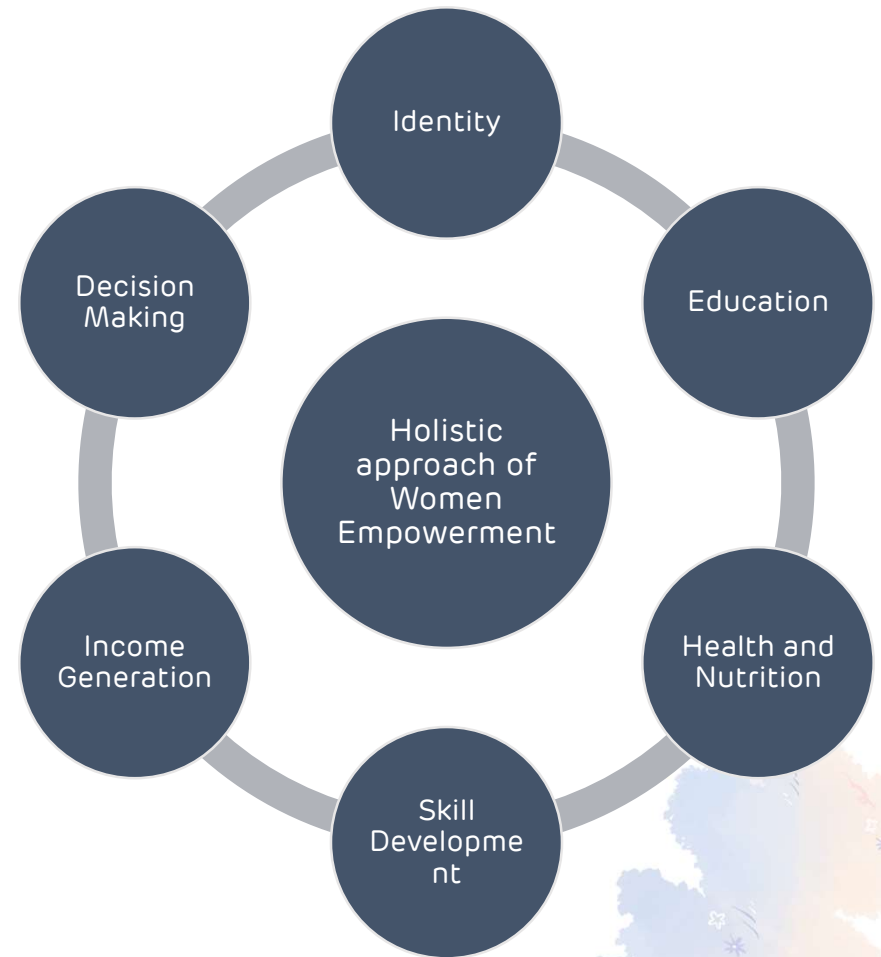 Identity
Education
Health and
Nutrition
Skill
Developme
nt
Income
Generation
Decision
Making
Holistic
approach of
Women
Empowerment